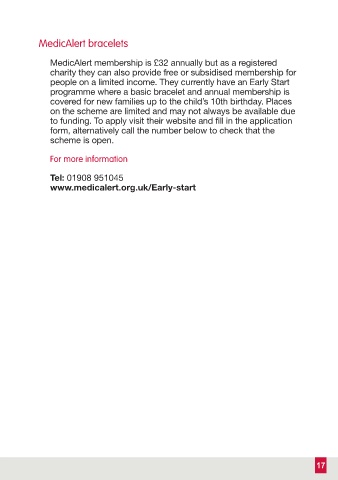 MedicAlert bracelets
MedicAlert membership is £32 annually but as a registered
charity they can also provide free or subsidised membership for
people on a limited income. They currently have an Early Start
programme where a basic bracelet and annual membership is
covered for new families up to the child's 10th birthday. Places
on the scheme are limited and may not always be available due
to funding. To apply visit their website and fill in the application
form, alternatively call the number below to check that the
scheme is open.
For more information
Tel: 01908 951045
www.medicalert.org.uk/Early-start
17